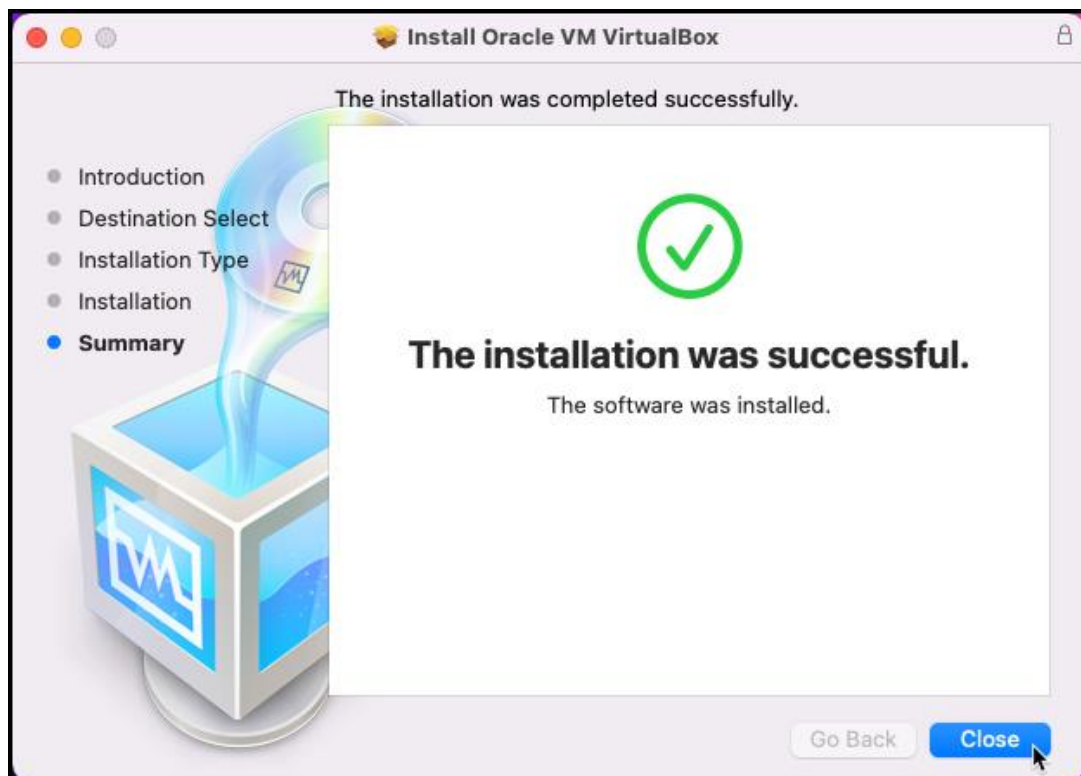 Install Oracle VM VirtualBox
The installation was completed successfully.
Introduction
Destination Select
Installation Type
Installation
Summary
The installation was successful.
The software was installed.
Go Back
Close